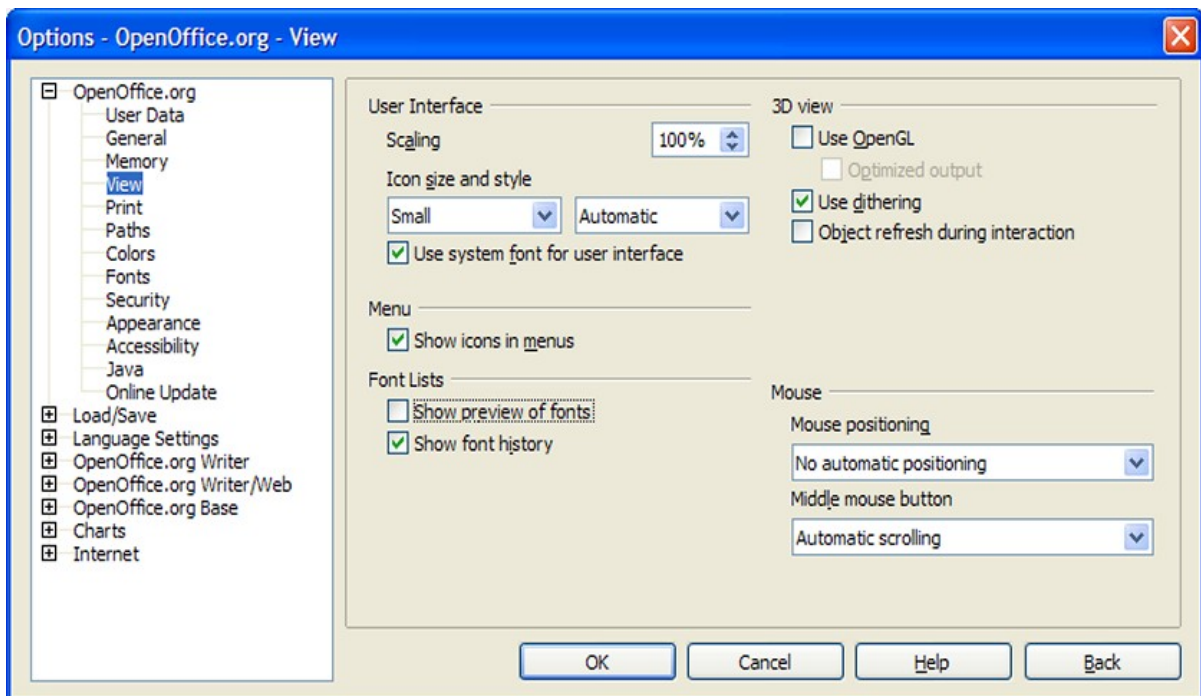 Options - OpenOffice.org - View
OpenOffice.org
User Data
General
Memory
View
Print
Paths
Colors
Fonts
Security
Appearance
Accessibility
Java
Online Update
Load/Save
Language Settings
OpenOffice.org Writer
OpenOffice.org Writer/Web
OpenOffice.org Base
Charts
Internet
User Interface
Scaling 100%
Icon size and style
Small Automatic
Use system font for user interface
Menu
Show icons in menus
Font Lists
Show preview of fonts
Show font history
3D view
Use OpenGL
Optimized output
Use dithering
Object refresh during interaction
Mouse
Mouse positioning
No automatic positioning
Middle mouse button
Automatic scrolling
OK Cancel Help Back